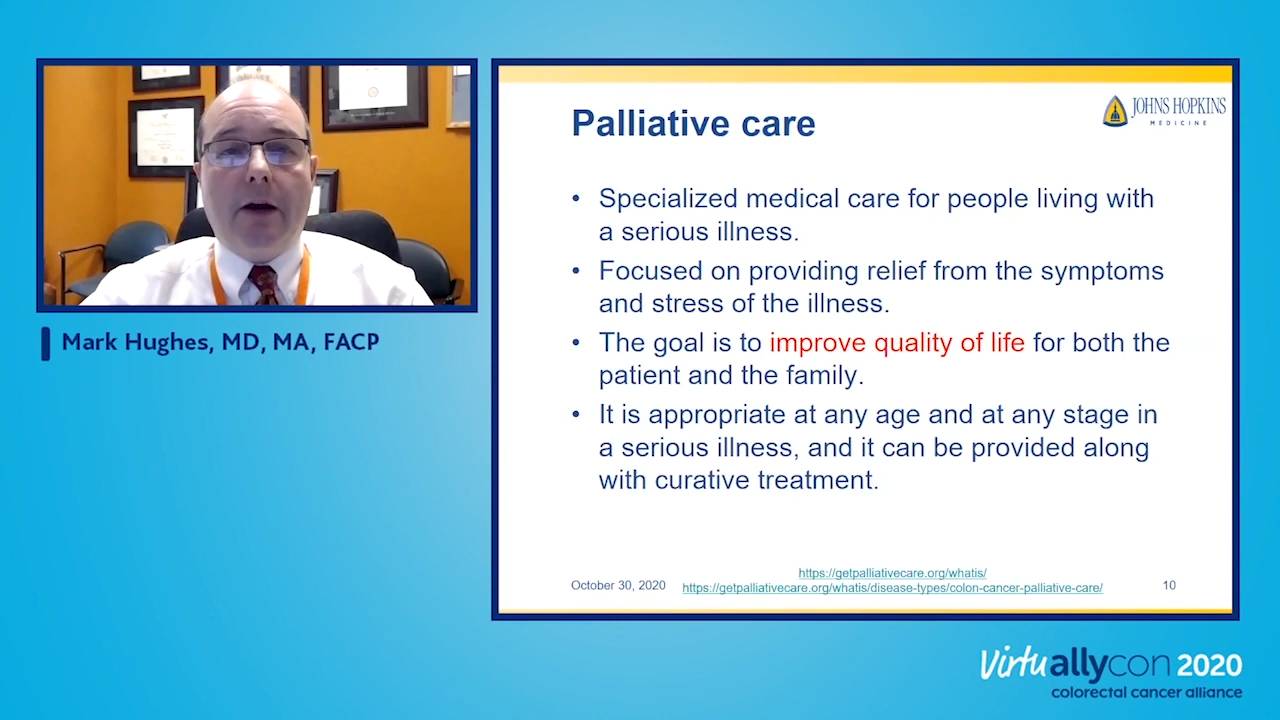 Palliative care
JOHNS HOPKINS
MEDICINE
• Specialized medical care for people living with
a serious illness.
• Focused on providing relief from the symptoms
and stress of the illness.
• The goal is to improve quality of life for both the
patient and the family.
• It is appropriate at any age and at any stage in
a serious illness, and it can be provided along
with curative treatment.
https://getpalliativecare.org/whatis/
October 30, 2020
https://getpalliativecare.org/whatis/disease-types/colon-cancer-palliative-care/
10
Mark Hughes, MD, MA, FACP
Virtuallycon 2020
colorectal cancer alliance